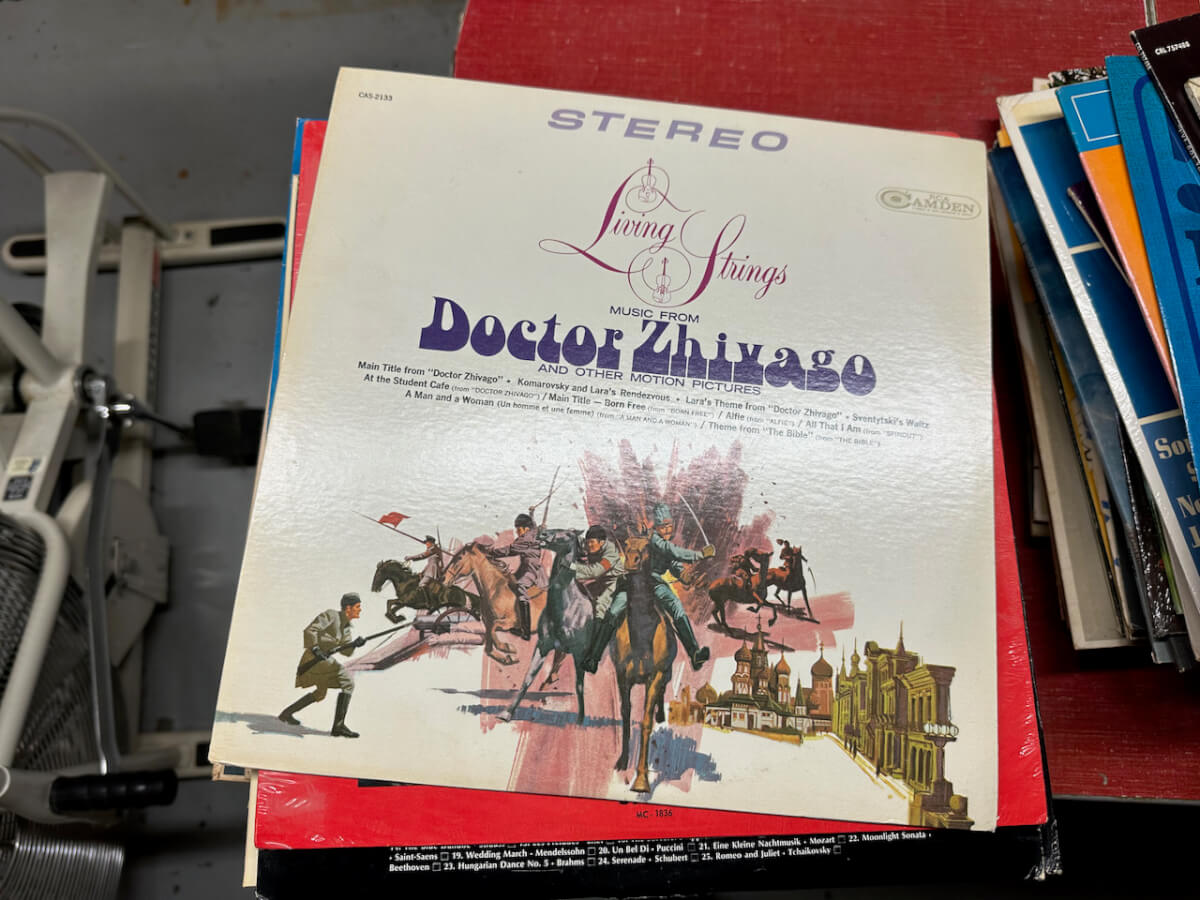 CAS-2133
STEREO
Living Strings
RCA
CAMDEN
MUSIC FROM
Doctor Zhivago
AND OTHER MOTION PICTURES
Main Title from "Doctor Zhivago" • Komarovsky and Lara's Rendezvous • Lara's Theme from "Doctor Zhivago" • Sventytski's Waltz
At the Student Cafe (from "DOCTOR ZHIVAGO") / Main Title — Born Free (from "BORN FREE") / Alfie (from "ALFIE") / All That I Am (from "SPINOUT")
A Man and a Woman (Un homme et une femme) (from "A MAN AND A WOMAN") / Theme from "The Bible" (from "THE BIBLE")
MC-1836
• Saint-Saens 19. Wedding March - Mendelssohn 20. Un Bel Di - Puccini 21. Eine Kleine Nachtmusik - Mozart 22. Moonlight Sonata -
Beethoven 23. Hungarian Dance No. 5 - Brahms 24. Serenade - Schubert 25. Romeo and Juliet - Tchaikovsky
CRL 757488